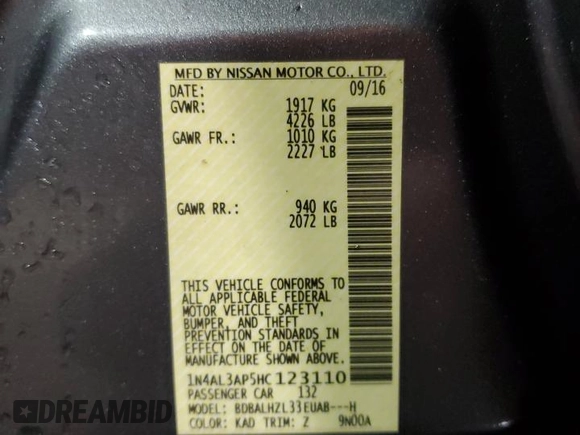 MFD BY NISSAN MOTOR CO., LTD.
DATE: 09/16
GVWR: 1917 KG
4226 LB
GAWR FR.: 1010 KG
2227 LB
GAWR RR.: 940 KG
2072 LB
THIS VEHICLE CONFORMS TO
ALL APPLICABLE FEDERAL
MOTOR VEHICLE SAFETY,
BUMPER, AND THEFT
PREVENTION STANDARDS IN
EFFECT ON THE DATE OF
MANUFACTURE SHOWN ABOVE.
1N4AL3AP5HC123110
PASSENGER CAR 132
MODEL: BDBALHZL33EUAB---H
COLOR: KAD TRIM: Z 9N00A
DREAMBID